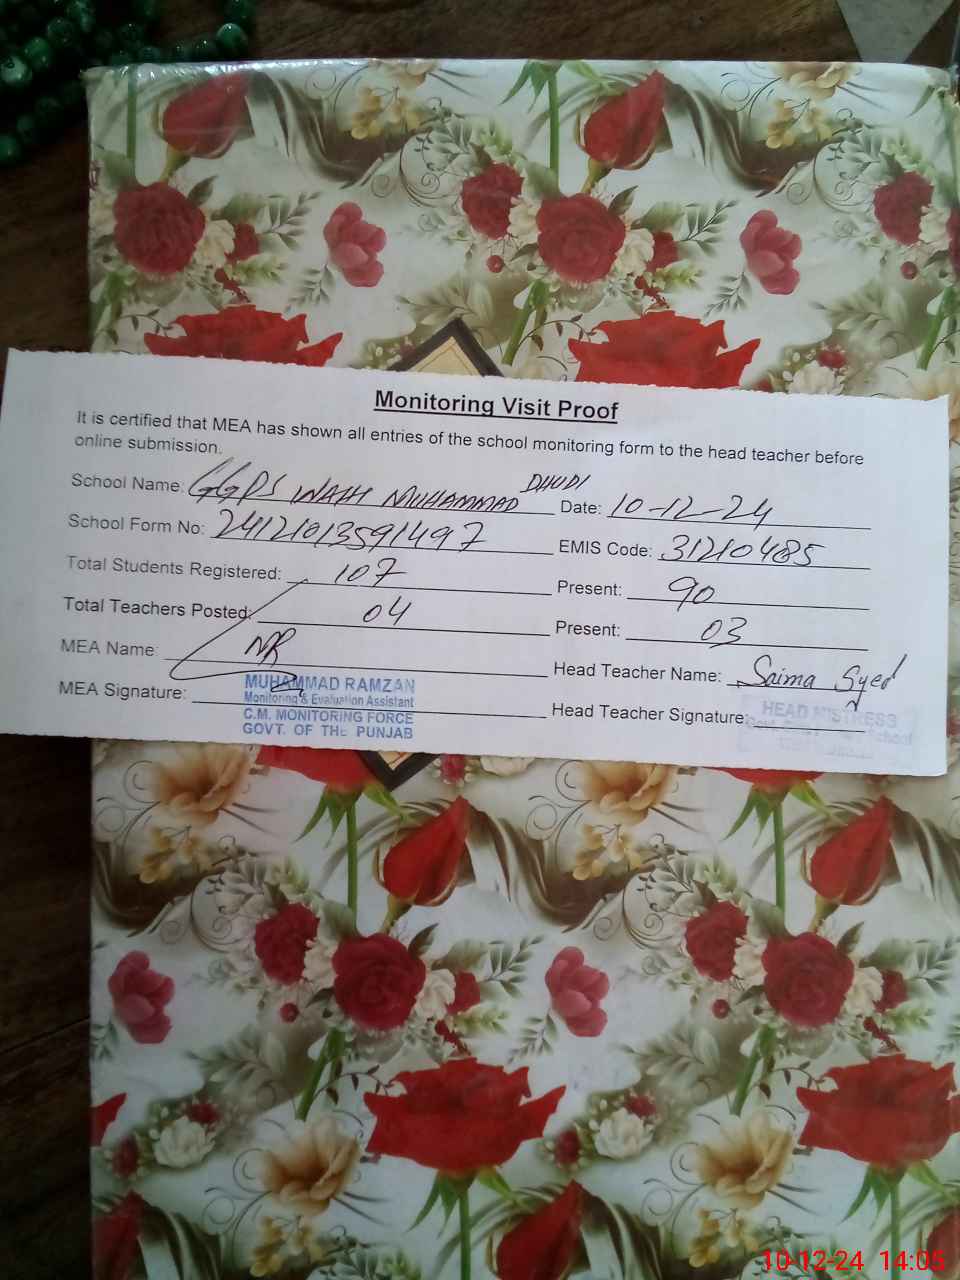 Monitoring Visit Proof
It is certified that MEA has shown all entries of the school monitoring form to the head teacher before
online submission.
School Name: GGPS WALH MUHAMMAD DHUDI Date: 10-12-24
School Form No: 24121013591497 EMIS Code: 31210485
Total Students Registered: 107 Present: 90
Total Teachers Posted: 04 Present: 03
MEA Name: MR Head Teacher Name: Saima Syed
MEA Signature: Head Teacher Signature:
MUHAMMAD RAMZAN
Monitoring & Evaluation Assistant
C.M. MONITORING FORCE
GOVT. OF THE PUNJAB
HEAD MISTRESS
School
10-12-24 14:05